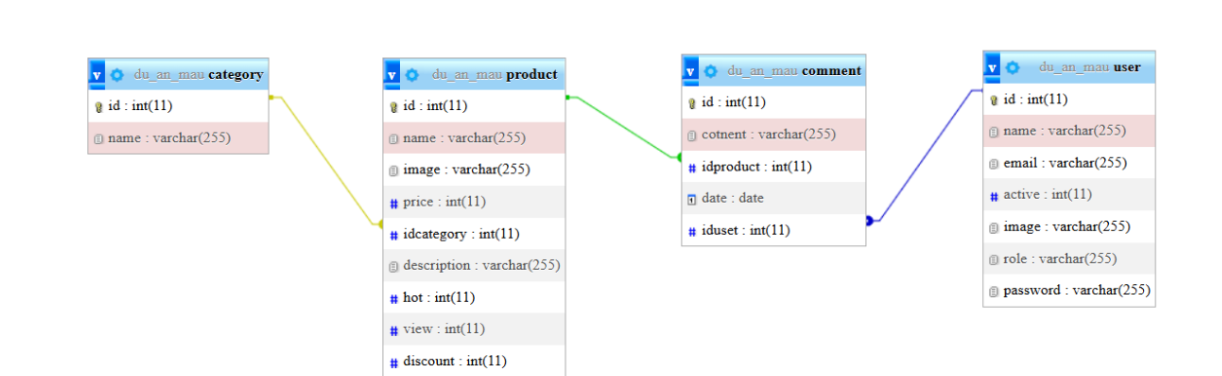 v du_an_mau category
id : int(11)
name : varchar(255)
v du_an_mau product
id : int(11)
name : varchar(255)
image : varchar(255)
# price : int(11)
# idcategory : int(11)
description : varchar(255)
# hot : int(11)
# view : int(11)
# discount : int(11)
v du_an_mau comment
id : int(11)
cotnent : varchar(255)
# idproduct : int(11)
date : date
# iduset : int(11)
v du_an_mau user
id : int(11)
name : varchar(255)
email : varchar(255)
# active : int(11)
image : varchar(255)
role : varchar(255)
password : varchar(255)